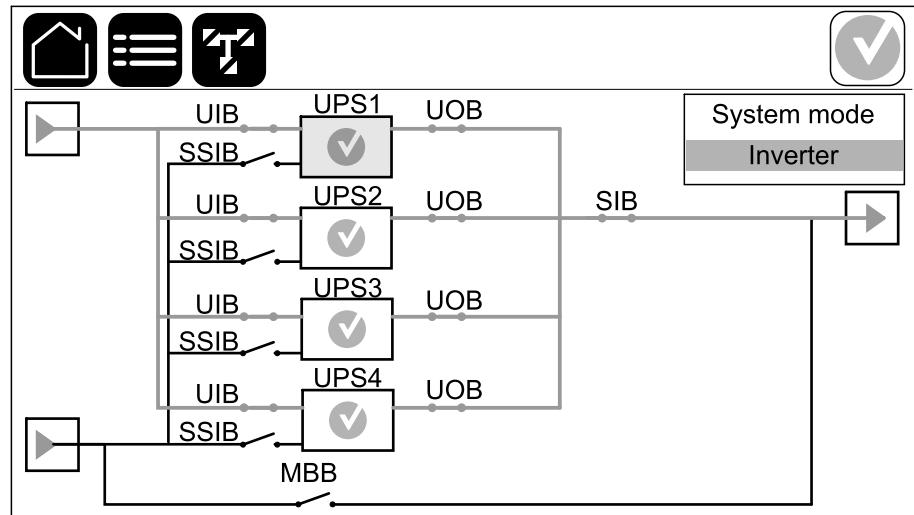 UIB
UPS1
UOB
System mode
SSIB
Inverter
UIB
UPS2
UOB
SIB
SSIB
UIB
UPS3
UOB
SSIB
UIB
UPS4
UOB
SSIB
MBB